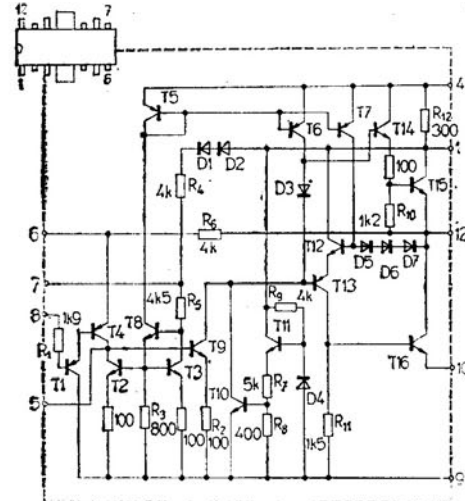 12 7
1 6
4
T5 T6 T7 T14 R12
300
1
D1 D2
R4
4k
D3
100
T15
R10
1k2
6 R6
4k
12
T12
D5 D6 D7
7
T13
8 4k5 R5
R9 4k
1k9
T4 T8 T9 T11
T16
R1
T1 T2 T3
T10 5k R7
D4
10
5
100 R3
800
100 R2
100
400 R8
1k5 R11
9